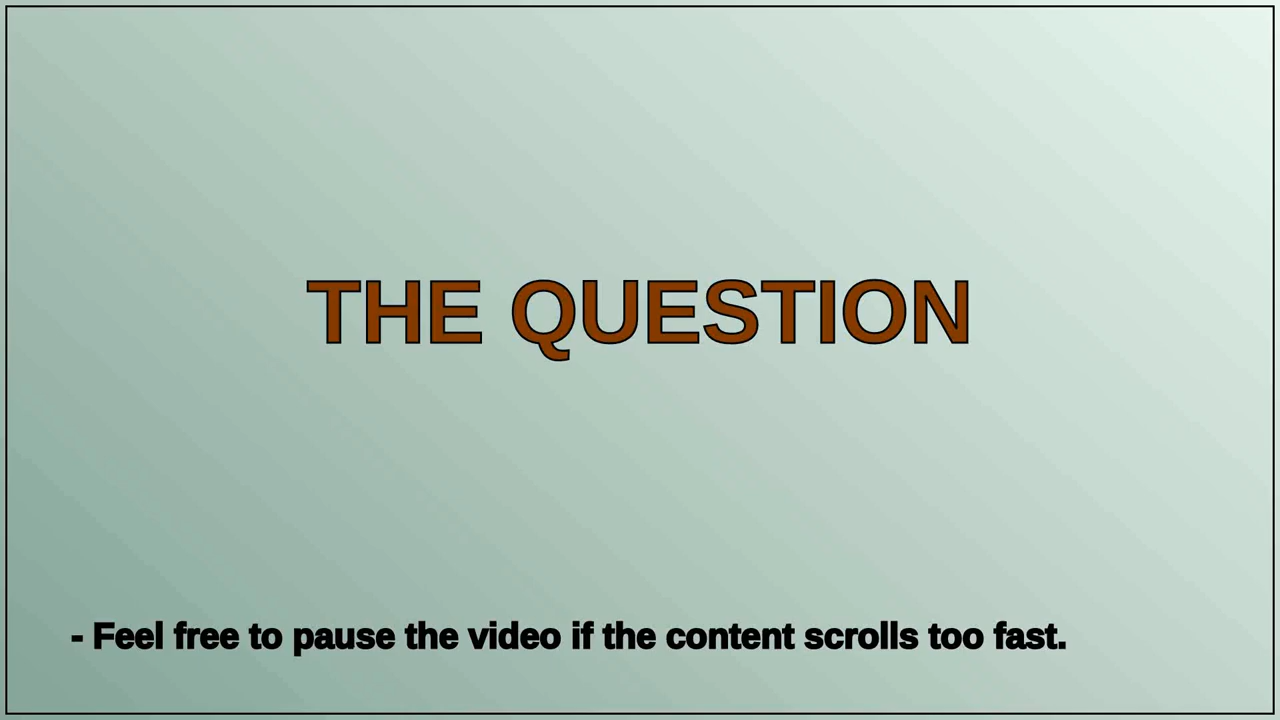 THE QUESTION
- Feel free to pause the video if the content scrolls too fast.